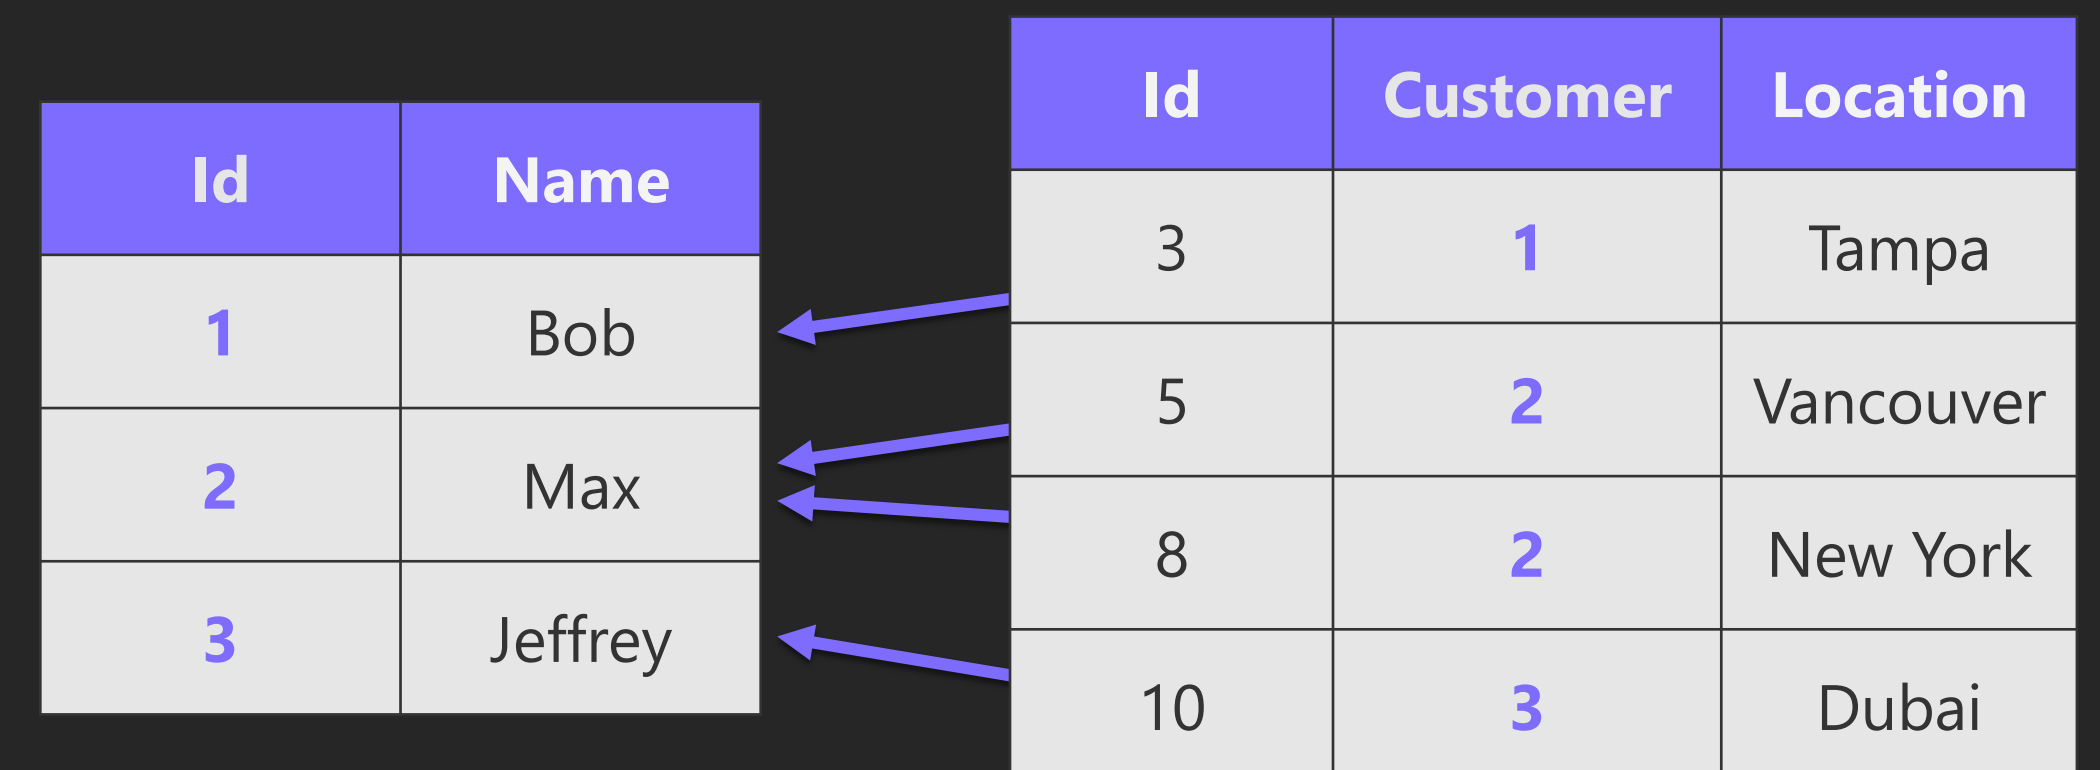 Id Name
1 Bob
2 Max
3 Jeffrey
Id Customer Location
3 1 Tampa
5 2 Vancouver
8 2 New York
10 3 Dubai